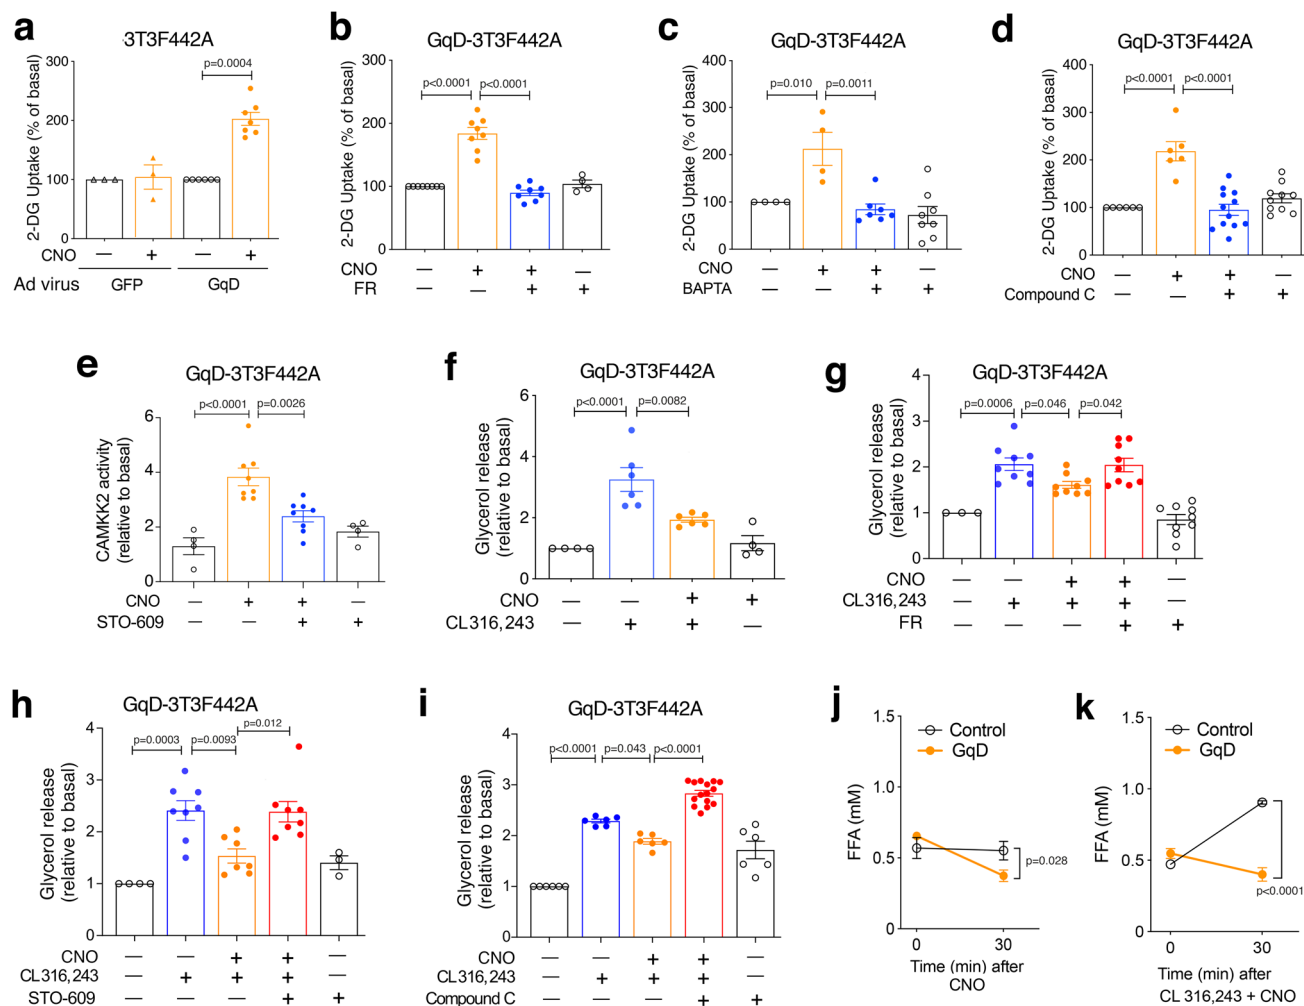 a
·3T3F442A
2-DG Uptake (% of basal)
300
200
100
0
p=0.0004
CNO — + — +
Ad virus GFP GqD
b
GqD-3T3F442A
2-DG Uptake (% of basal)
300
200
100
0
p<0.0001 p<0.0001
CNO — + + —
FR — — + +
c
GqD-3T3F442A
2-DG Uptake (% of basal)
400
300
200
100
0
p=0.010 p=0.0011
CNO — + + —
BAPTA — — + +
d
GqD-3T3F442A
2-DG Uptake (% of basal)
400
300
200
100
0
p<0.0001 p<0.0001
CNO — + + —
Compound C — — + +
e
GqD-3T3F442A
CAMKK2 activity
(relative to basal)
6
4
2
0
p<0.0001 p=0.0026
CNO — + + —
STO-609 — — + +
f
GqD-3T3F442A
Glycerol release
(relative to basal)
6
4
2
0
p<0.0001 p=0.0082
CNO — — + +
CL316,243 — + + —
g
GqD-3T3F442A
Glycerol release
(relative to basal)
4
3
2
1
0
p=0.0006 p=0.046 p=0.042
CNO — — + + —
CL316,243 — + + + —
FR — — — + +
h
GqD-3T3F442A
Glycerol release
(relative to basal)
4
3
2
1
0
p=0.012
p=0.0003 p=0.0093
CNO — — + + —
CL316,243 — + + + —
STO-609 — — — + +
i
GqD-3T3F442A
Glycerol release
(relative to basal)
4
3
2
1
0
p<0.0001 p=0.043 p<0.0001
CNO — — + + —
CL316,243 — + + + —
Compound C — — — + +
j
FFA (mM)
1.5
1.0
0.5
0
Control
GqD
p=0.028
0 30
Time (min) after
CNO
k
FFA (mM)
1.5
1.0
0.5
0
Control
GqD
p<0.0001
0 30
Time (min) after
CL 316,243 + CNO